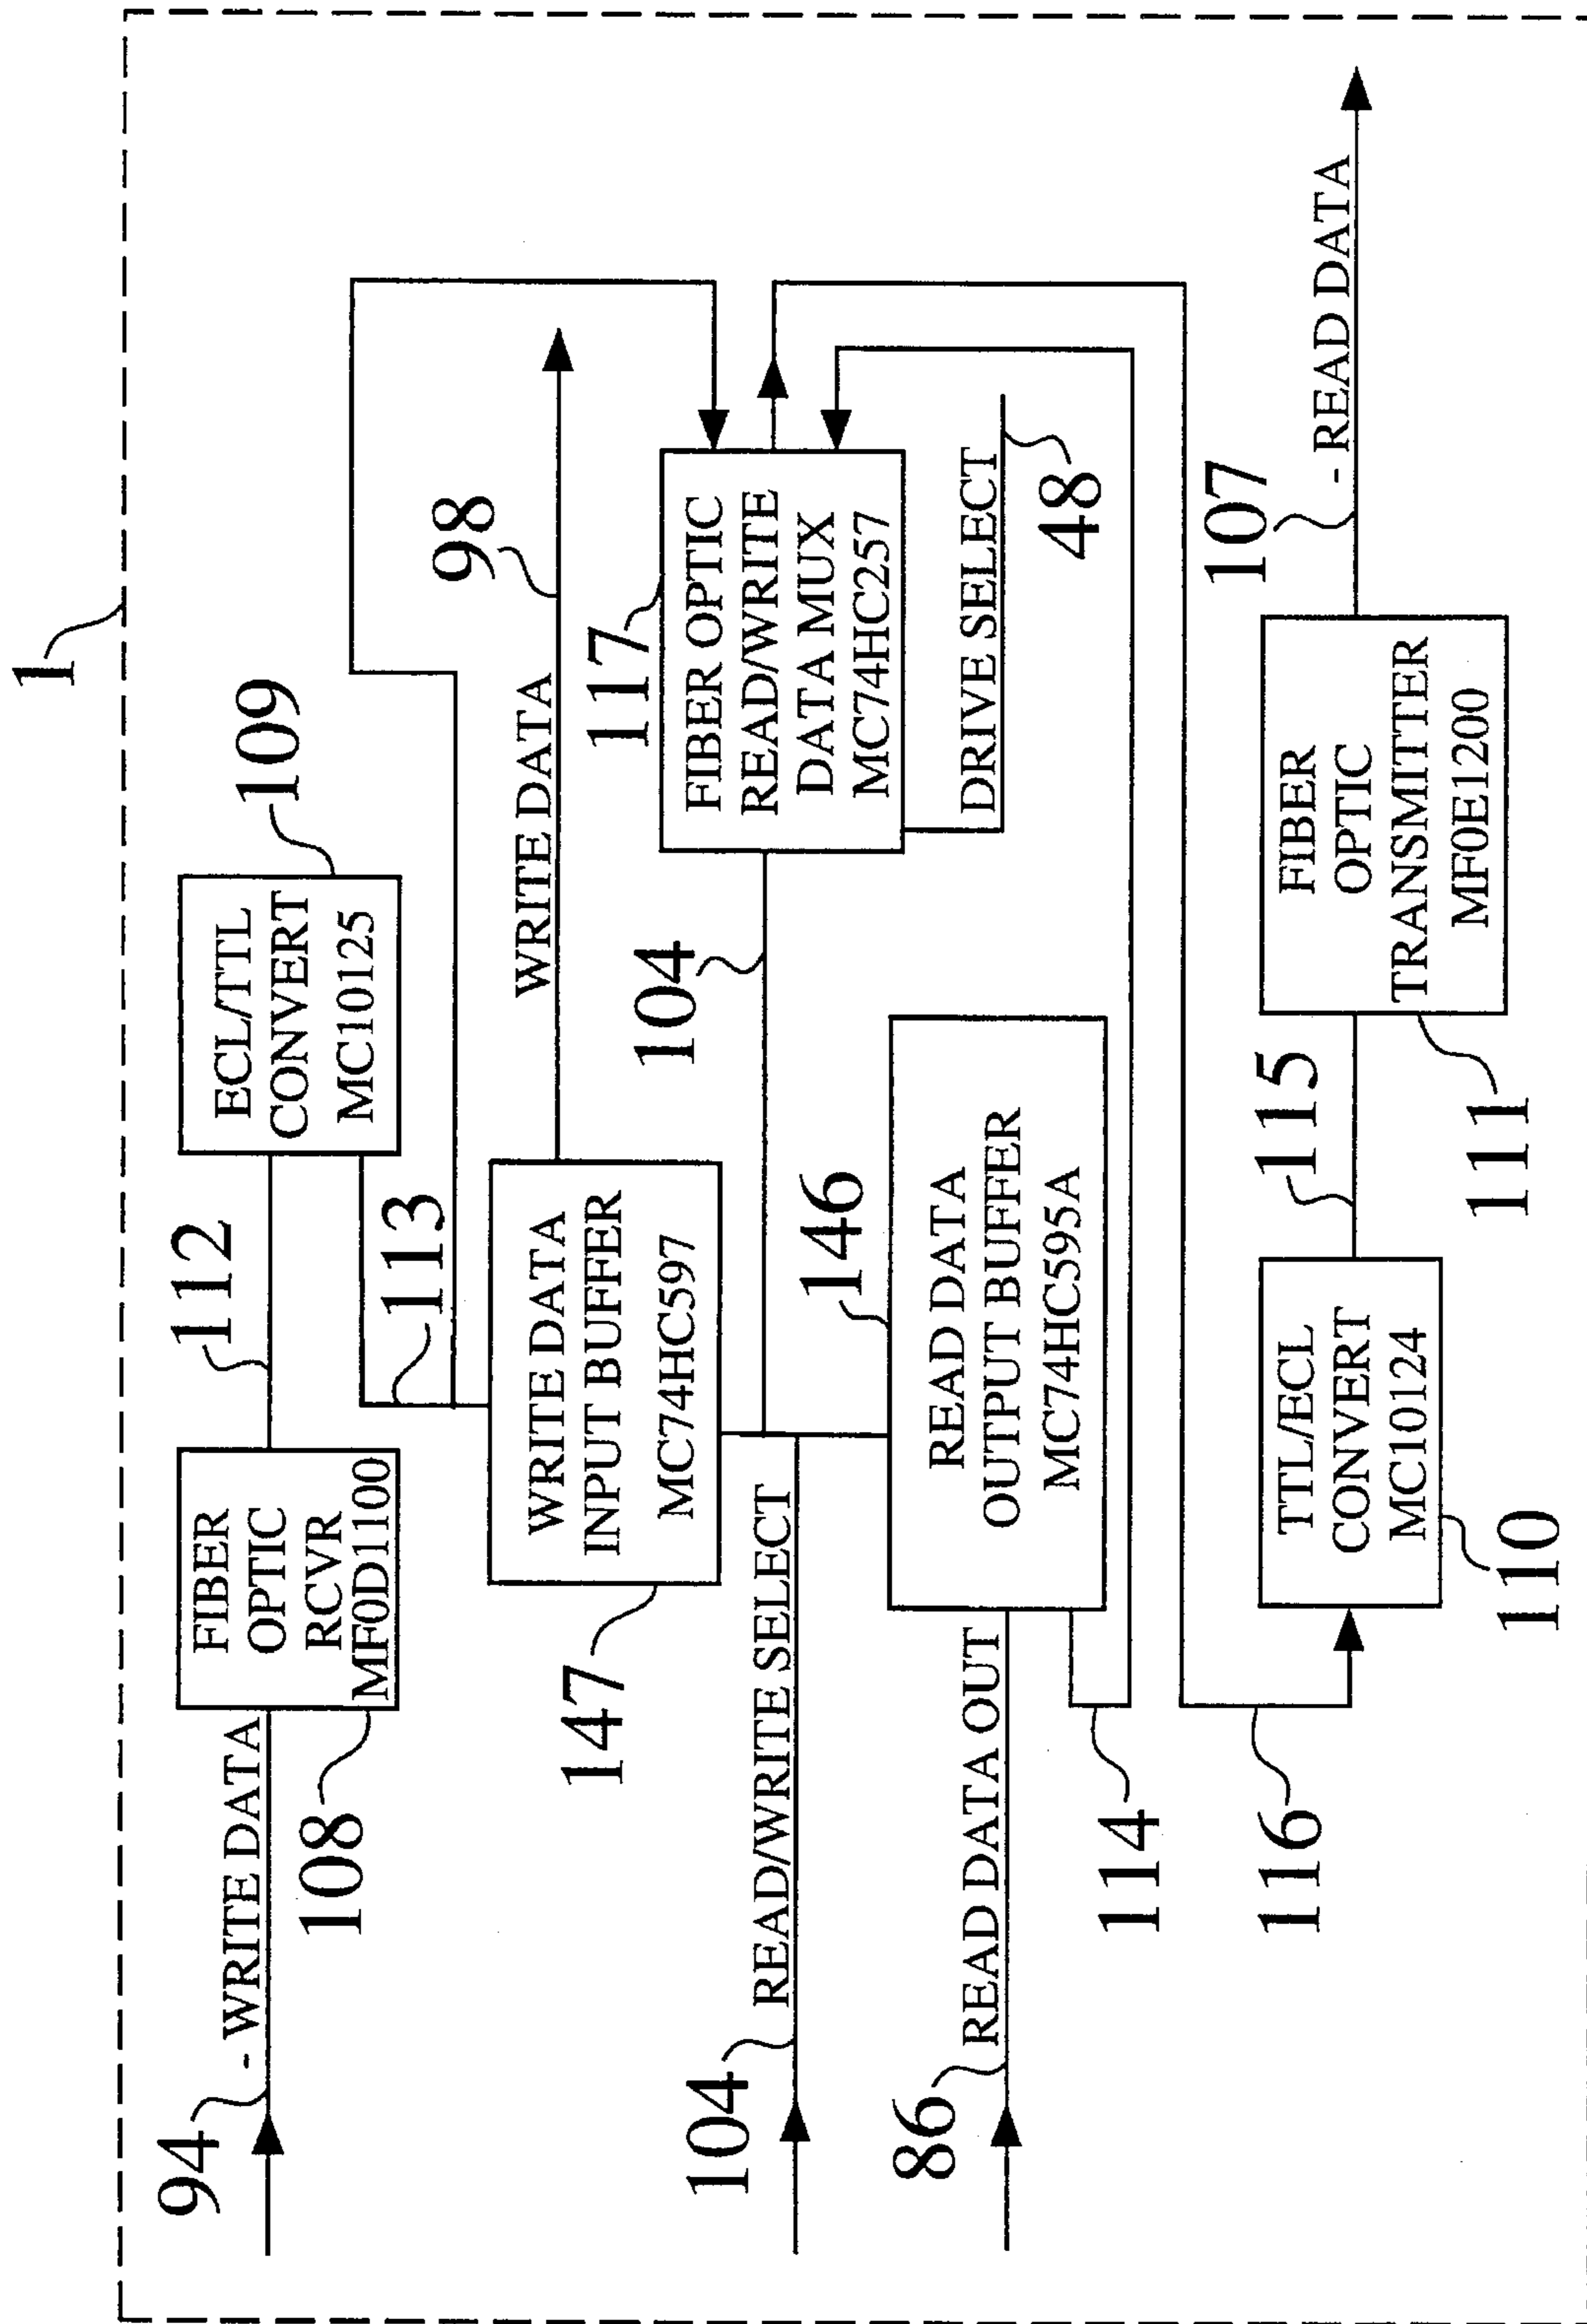 1
94
- WRITE DATA
108
FIBER
OPTIC
RCVR
MF0D1100
112
ECL/TTL
CONVERT
MC10125
109
113
147
WRITE DATA
INPUT BUFFER
MC74HC597
WRITE DATA
98
104
READ/WRITE SELECT
104
117
FIBER OPTIC
READ/WRITE
DATA MUX
MC74HC257
DRIVE SELECT
48
86
READ DATA OUT
146
READ DATA
OUTPUT BUFFER
MC74HC595A
114
116
TTL/ECL
CONVERT
MC10124
110
115
FIBER
OPTIC
TRANSMITTER
MF0E1200
111
107
- READ DATA